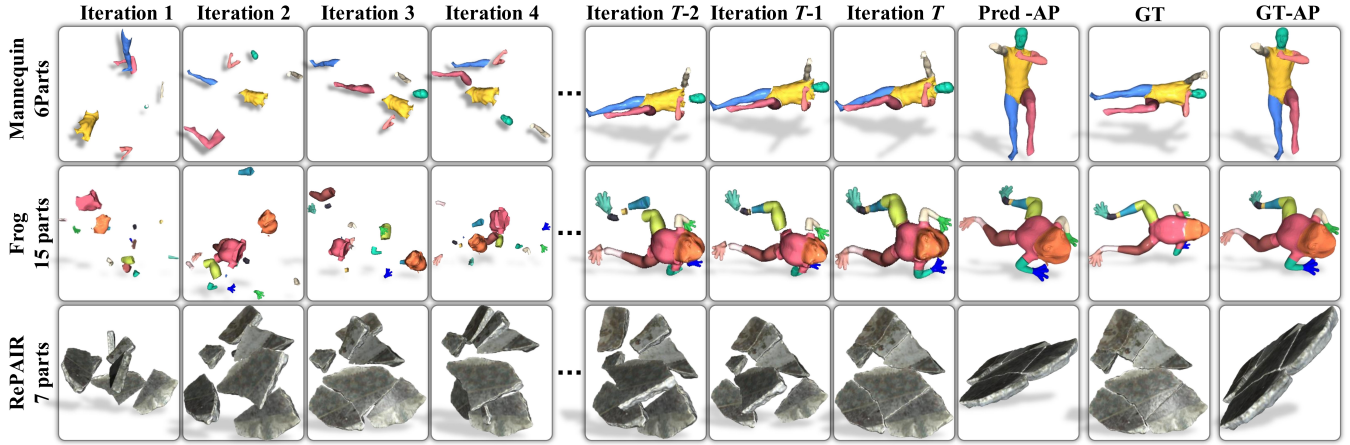 Iteration 1 Iteration 2 Iteration 3 Iteration 4 Iteration T-2 Iteration T-1 Iteration T Pred -AP GT GT-AP
Mannequin
6Parts
...
Frog
15 parts
...
RePAIR
7 parts
...